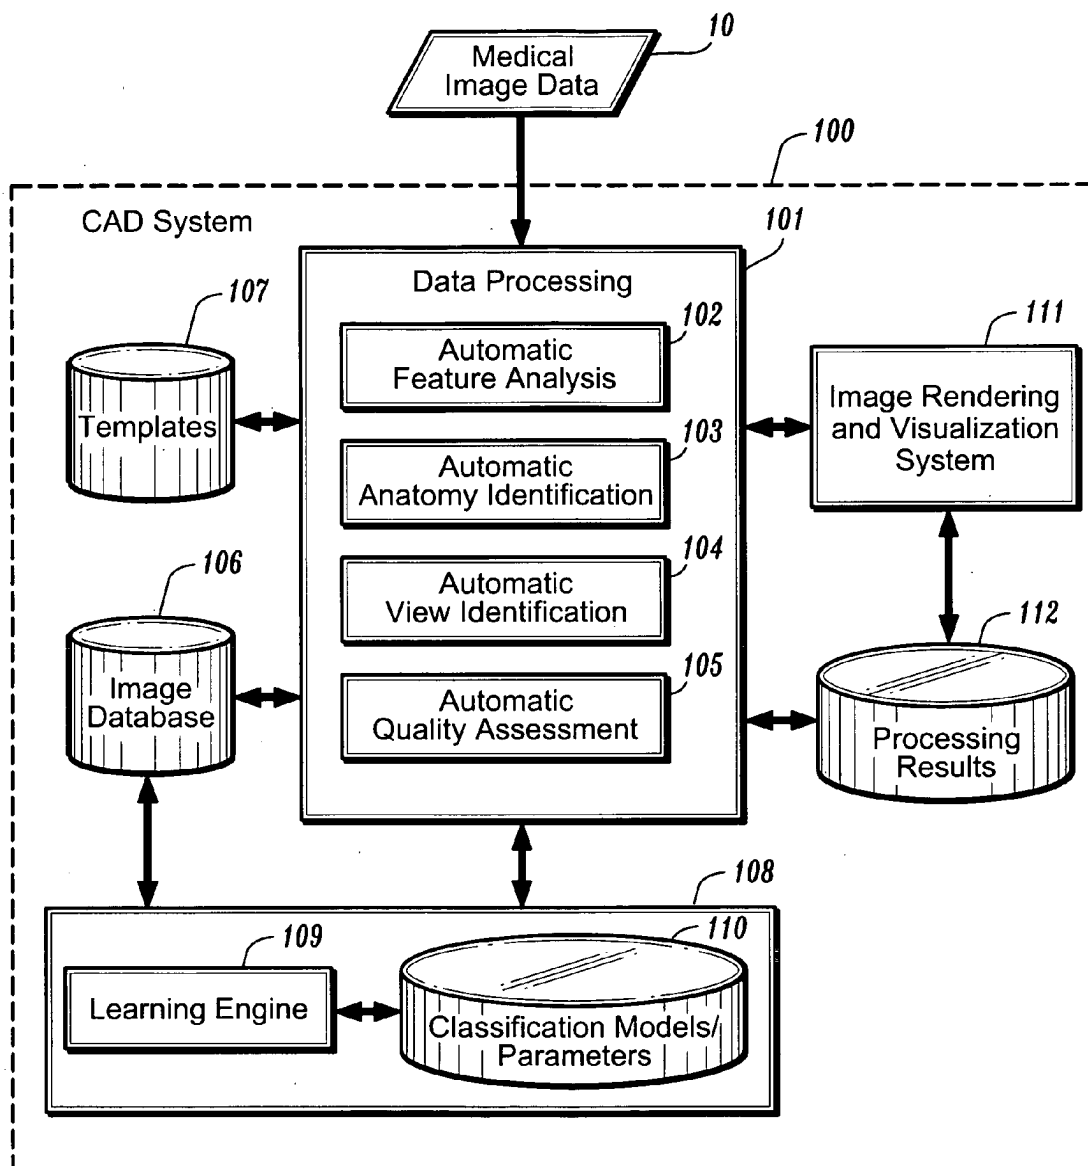 10
Medical
Image Data
100
CAD System
101
Data Processing
107
102
111
Automatic
Feature Analysis
Templates
Image Rendering
and Visualization
System
103
Automatic
Anatomy Identification
106
104
Automatic
View Identification
112
Image
Database
105
Automatic
Quality Assessment
Processing
Results
108
109
110
Learning Engine
Classification Models/
Parameters